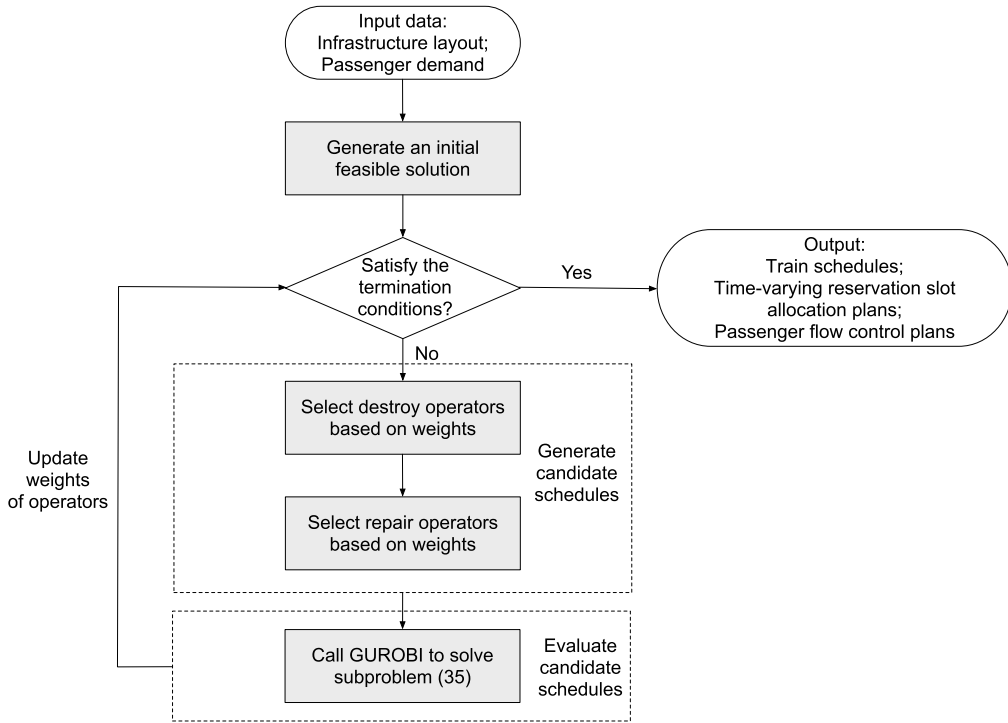 Input data:
Infrastructure layout;
Passenger demand
Generate an initial
feasible solution
Satisfy the
termination
conditions?
Yes
Output:
Train schedules;
Time-varying reservation slot
allocation plans;
Passenger flow control plans
No
Select destroy operators
based on weights
Generate
candidate
schedules
Select repair operators
based on weights
Update
weights
of operators
Call GUROBI to solve
subproblem (35)
Evaluate
candidate
schedules